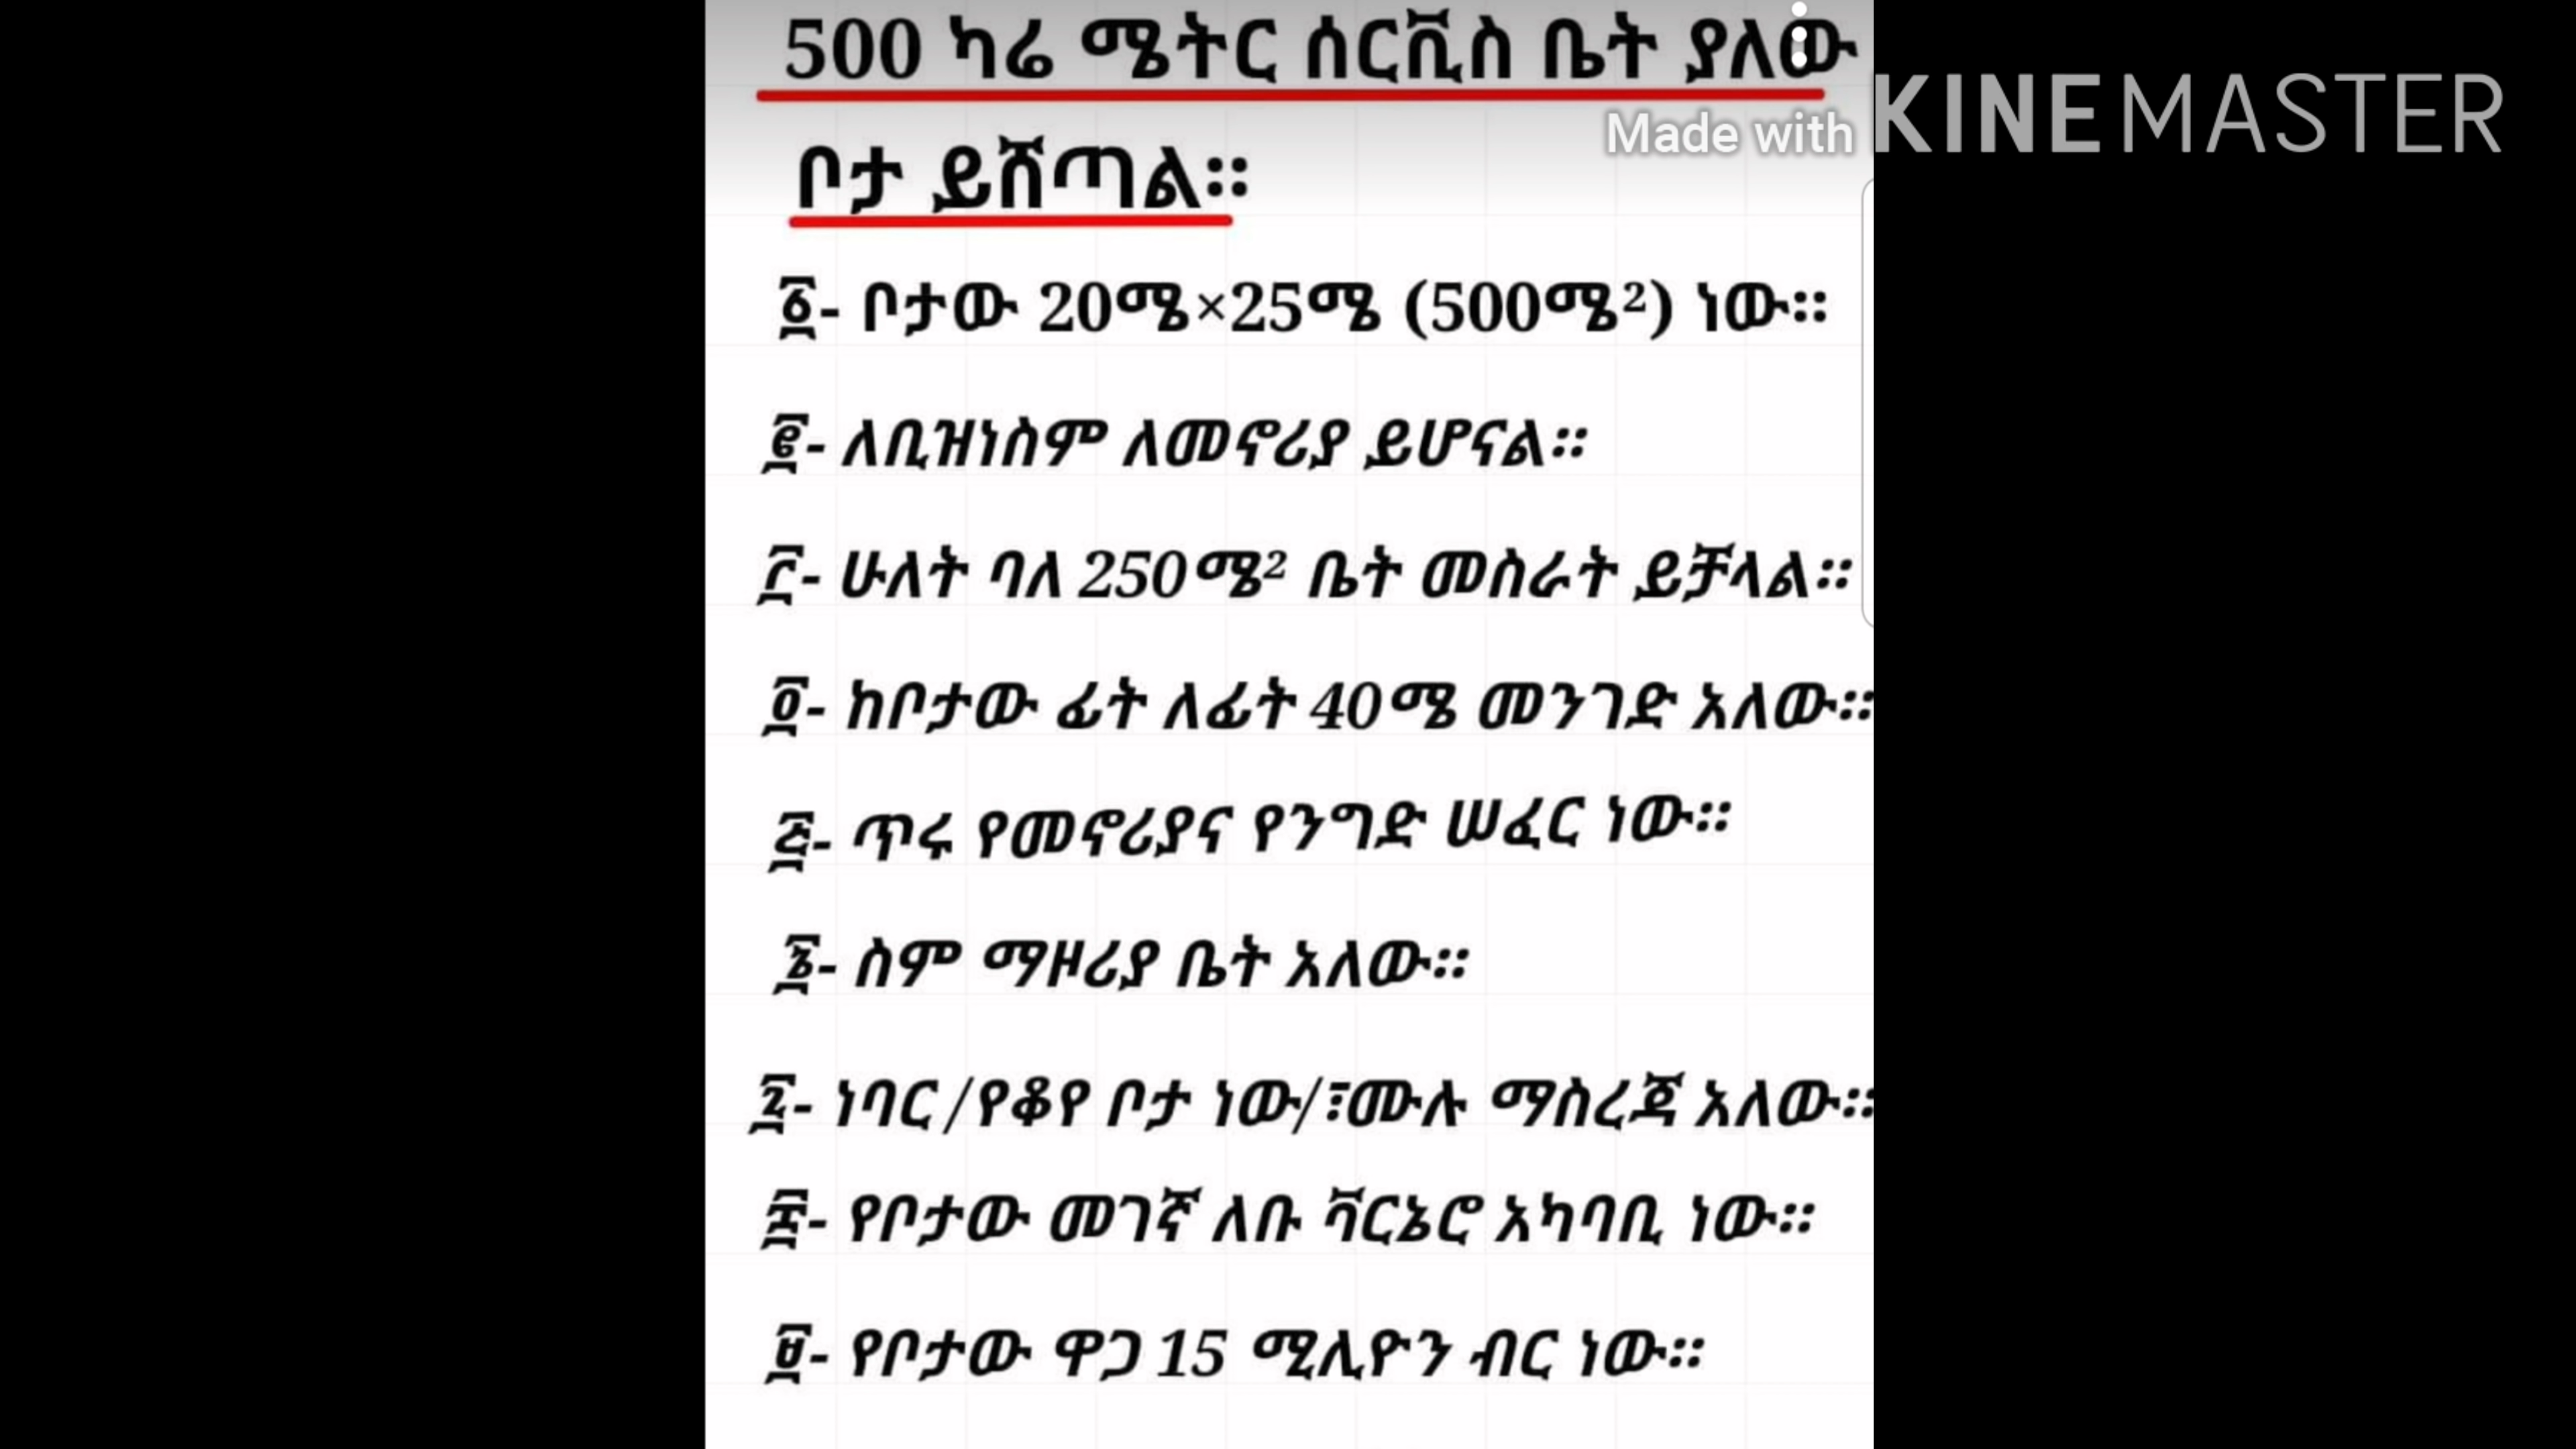 500 ካሬ ሜትር ሰርቪስ ቤት ያለው
Made with KINEMASTER
ቦታ ይሸጣል።
፩- ቦታው 20ሜ×25ሜ (500ሜ²) ነው።
፪- ለቢዝነስም ለመኖሪያ ይሆናል።
፫- ሁለት ባለ 250ሜ² ቤት መስራት ይቻላል።
፬- ከቦታው ፊት ለፊት 40ሜ መንገድ አለው።
፭- ጥሩ የመኖሪያና የንግድ ሠፈር ነው።
፮- ስም ማዞሪያ ቤት አለው።
፯- ነባር/የቆየ ቦታ ነው/፣ሙሉ ማስረጃ አለው።
፰- የቦታው መገኛ ለቡ ቫርኔሮ አካባቢ ነው።
፱- የቦታው ዋጋ 15 ሚሊዮን ብር ነው።